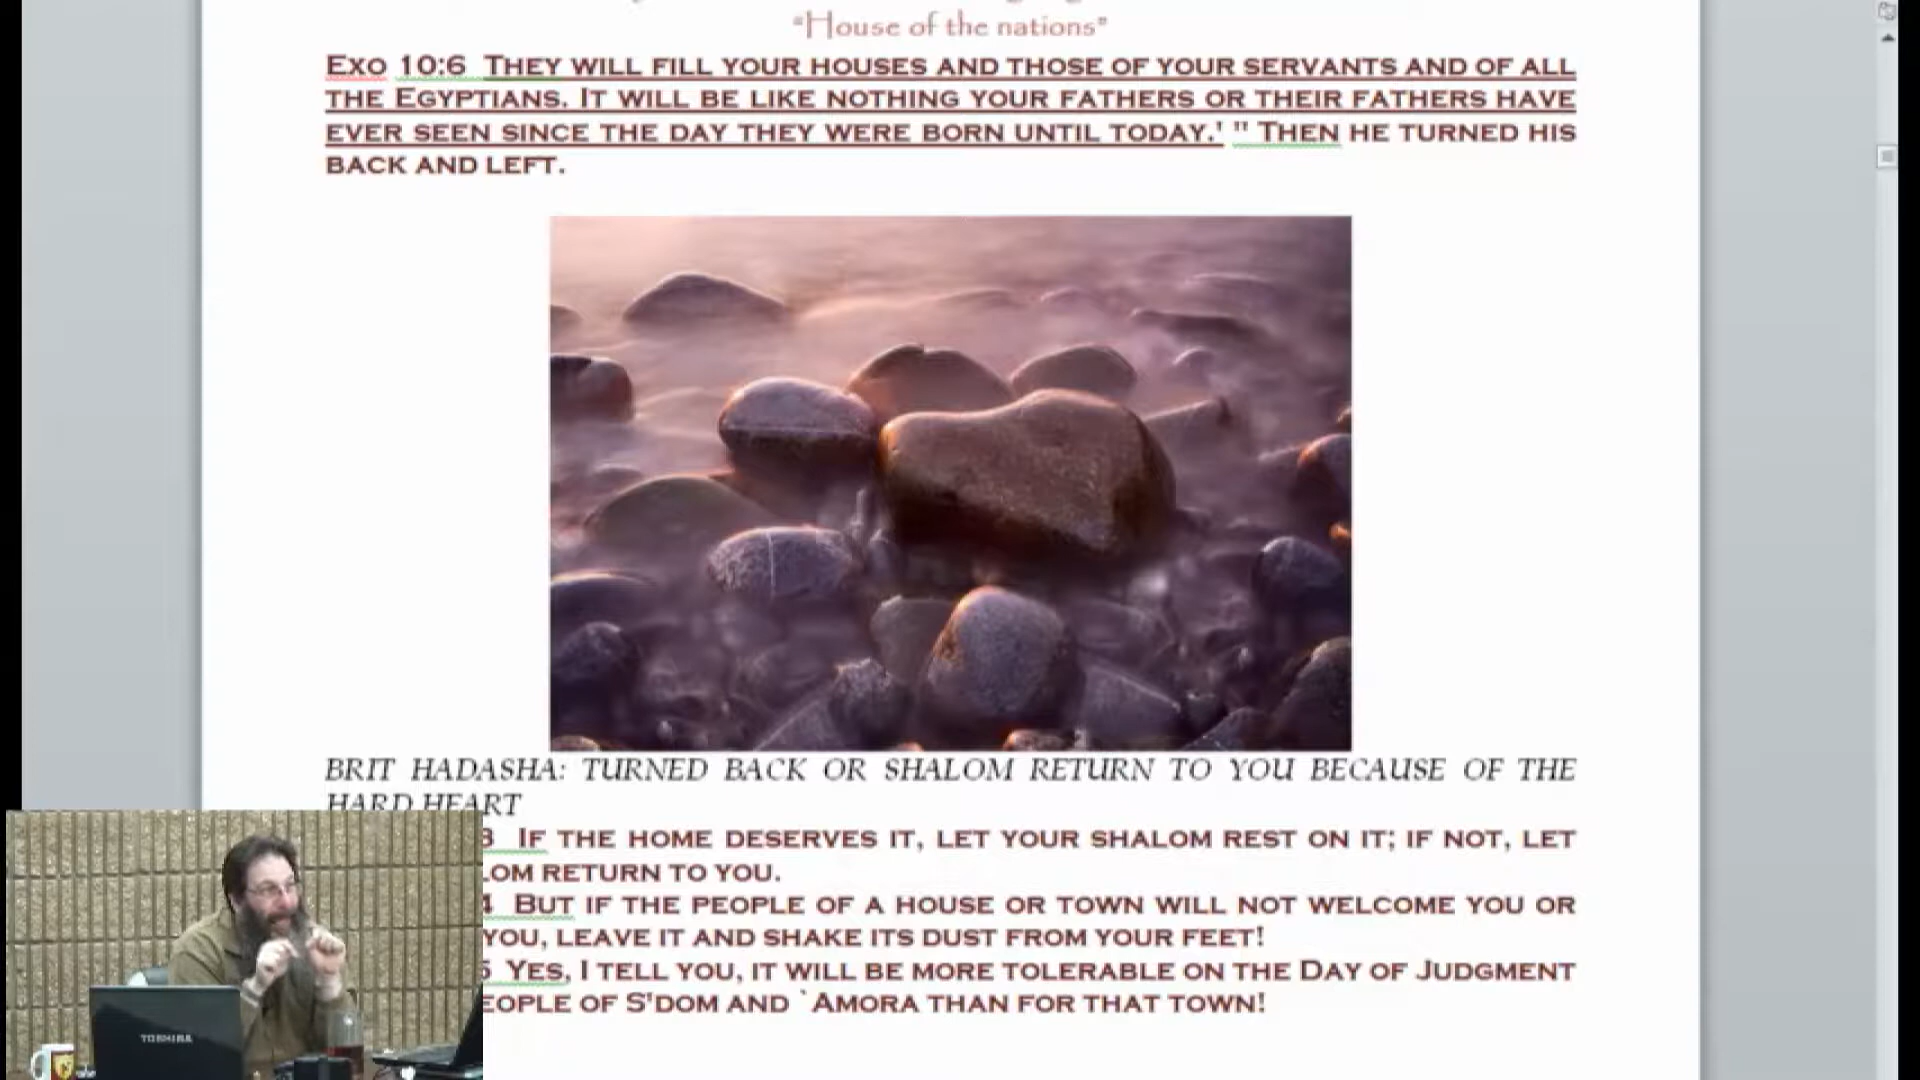 “House of the nations”
EXO 10:6 THEY WILL FILL YOUR HOUSES AND THOSE OF YOUR SERVANTS AND OF ALL
THE EGYPTIANS. IT WILL BE LIKE NOTHING YOUR FATHERS OR THEIR FATHERS HAVE
EVER SEEN SINCE THE DAY THEY WERE BORN UNTIL TODAY.' " THEN HE TURNED HIS
BACK AND LEFT.
BRIT HADASHA: TURNED BACK OR SHALOM RETURN TO YOU BECAUSE OF THE
HARD HEART
3 IF THE HOME DESERVES IT, LET YOUR SHALOM REST ON IT; IF NOT, LET
LOM RETURN TO YOU.
4 BUT IF THE PEOPLE OF A HOUSE OR TOWN WILL NOT WELCOME YOU OR
YOU, LEAVE IT AND SHAKE ITS DUST FROM YOUR FEET!
5 YES, I TELL YOU, IT WILL BE MORE TOLERABLE ON THE DAY OF JUDGMENT
EOPLE OF S'DOM AND `AMORA THAN FOR THAT TOWN!
TOSHIBA